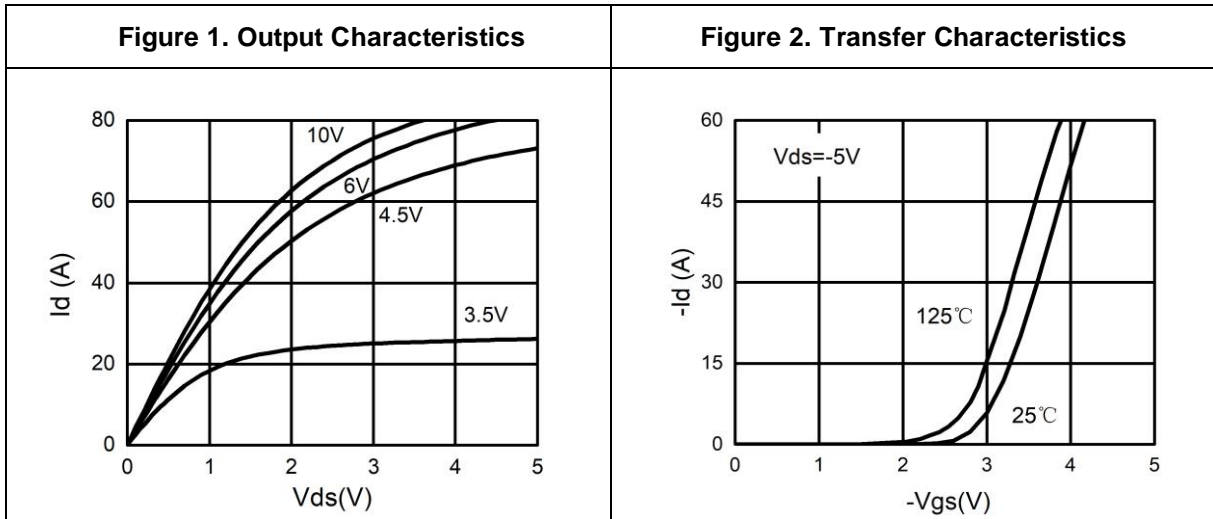 Figure 1. Output Characteristics
80
60
40
20
0
0 1 2 3 4 5
Id (A)
Vds(V)
10V
6V
4.5V
3.5V
Figure 2. Transfer Characteristics
60
45
30
15
0
0 1 2 3 4 5
-Id (A)
-Vgs(V)
Vds=-5V
125℃
25℃